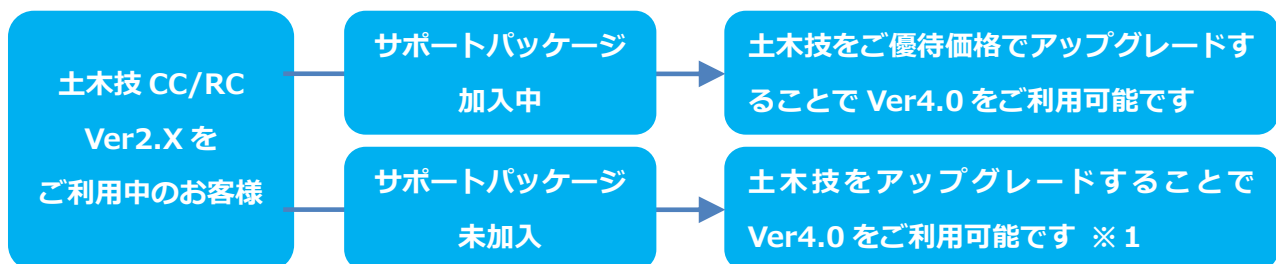 土木技 CC/RC
Ver2.X を
ご利用中のお客様
サポートパッケージ
加入中
土木技をご優待価格でアップグレードす
ることで Ver4.0 をご利用可能です
サポートパッケージ
未加入
土木技をアップグレードすることで
Ver4.0 をご利用可能です ※1